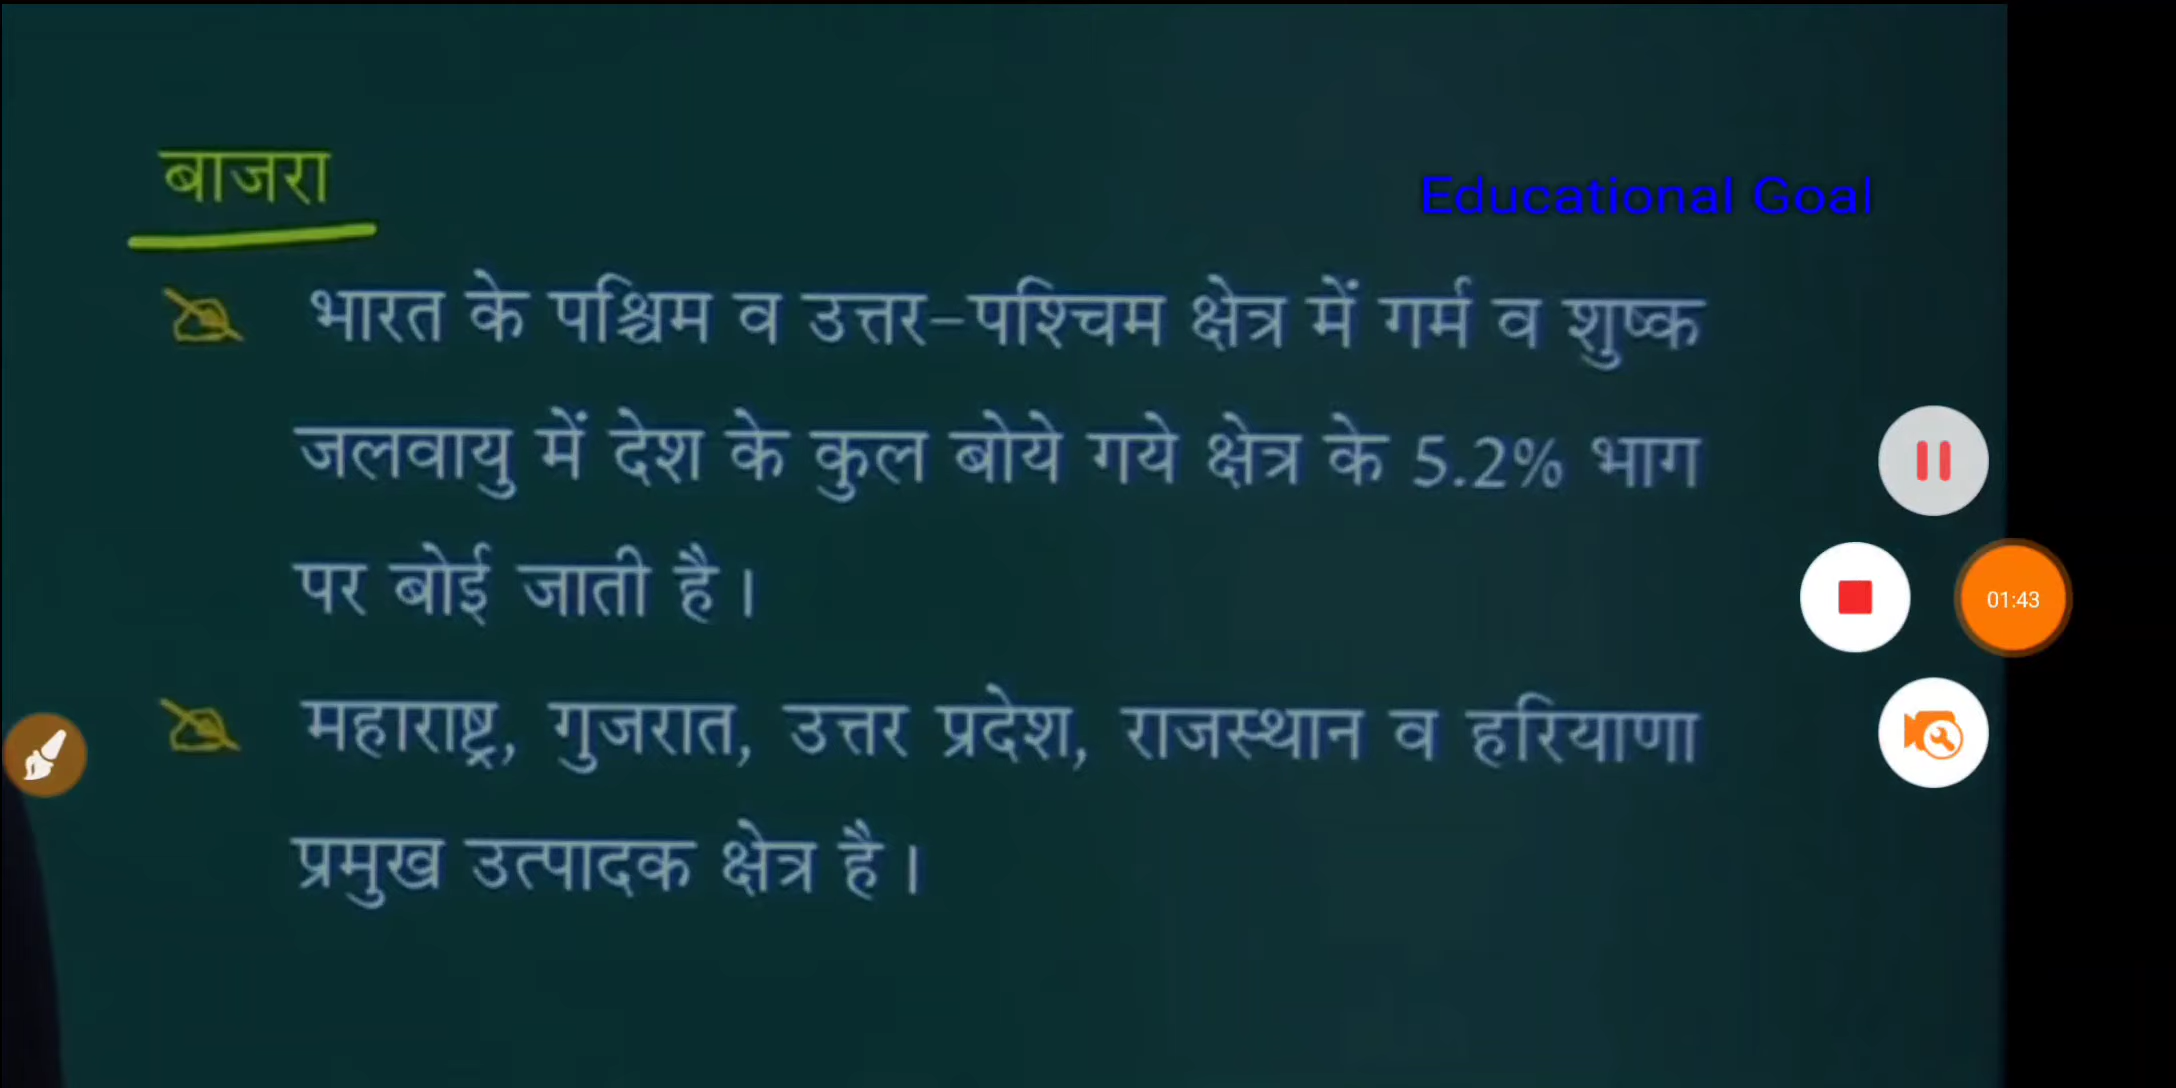 बाजरा
Educational Goal
भारत के पश्चिम व उत्तर-पश्चिम क्षेत्र में गर्म व शुष्क
जलवायु में देश के कुल बोये गये क्षेत्र के 5.2% भाग
पर बोई जाती है।
01:43
महाराष्ट्र, गुजरात, उत्तर प्रदेश, राजस्थान व हरियाणा
प्रमुख उत्पादक क्षेत्र है।